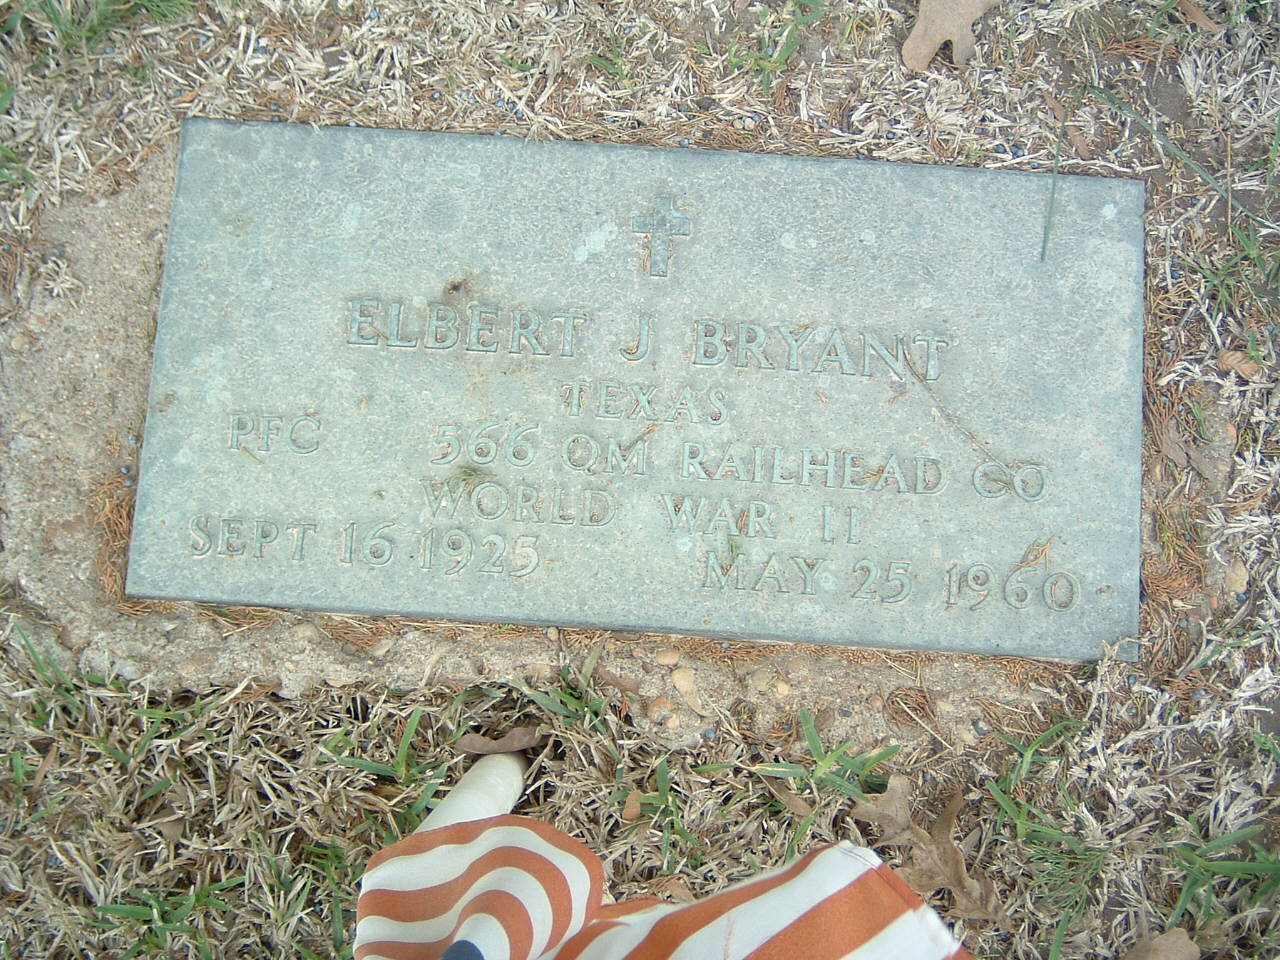 ELBERT J BRYANT
TEXAS
PFC 566 QM RAILHEAD CO
WORLD WAR II
SEPT 16 1925 MAY 25 1960